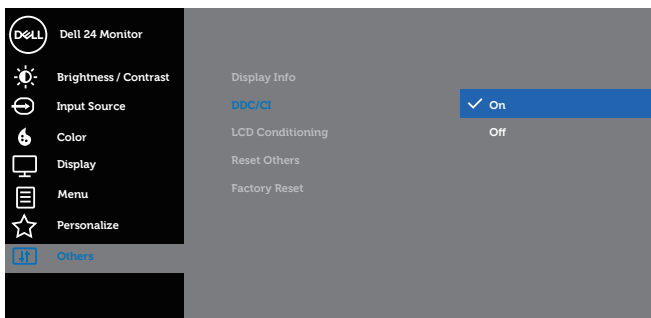 DELL
Dell 24 Monitor
Brightness / Contrast
Input Source
Color
Display
Menu
Personalize
Others
Display Info
DDC/CI
LCD Conditioning
Reset Others
Factory Reset
On
Off